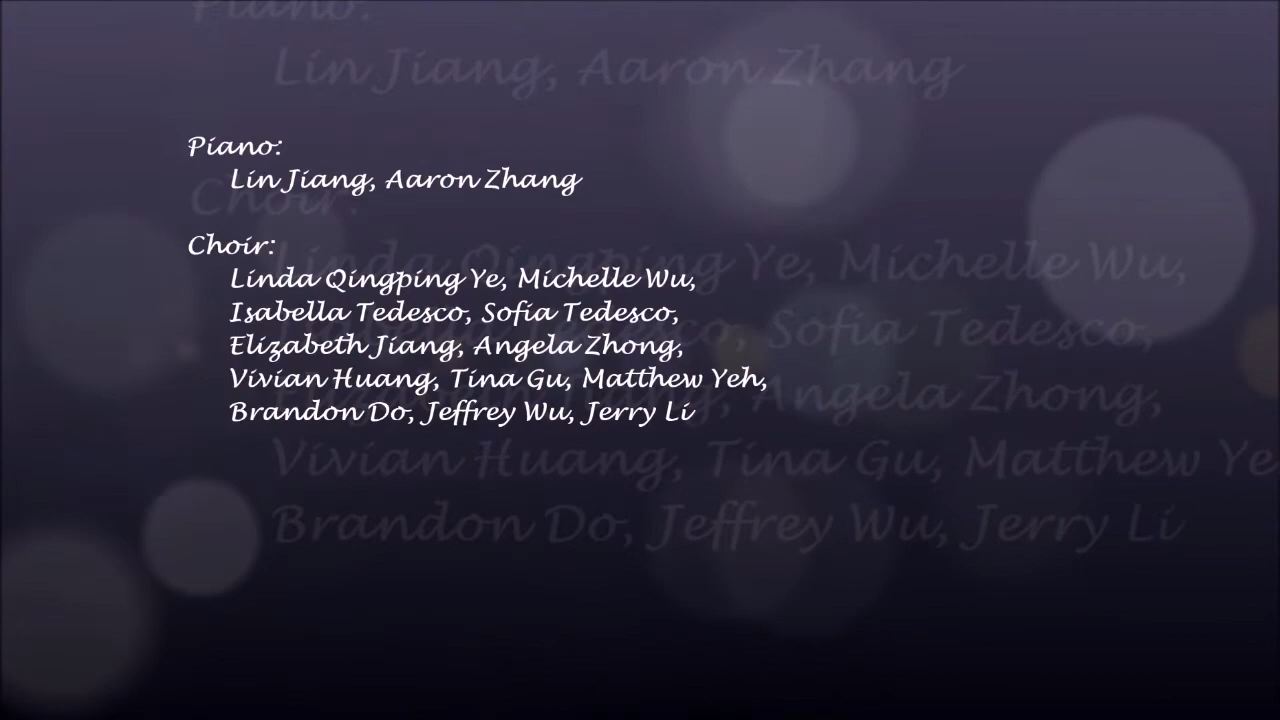 Piano:
Lin Jiang, Aaron Zhang
Choir:
Linda Qingping Ye, Michelle Wu,
Isabella Tedesco, Sofia Tedesco,
Elizabeth Jiang, Angela Zhong,
Vivian Huang, Tina Gu, Matthew Yeh,
Brandon Do, Jeffrey Wu, Jerry Li